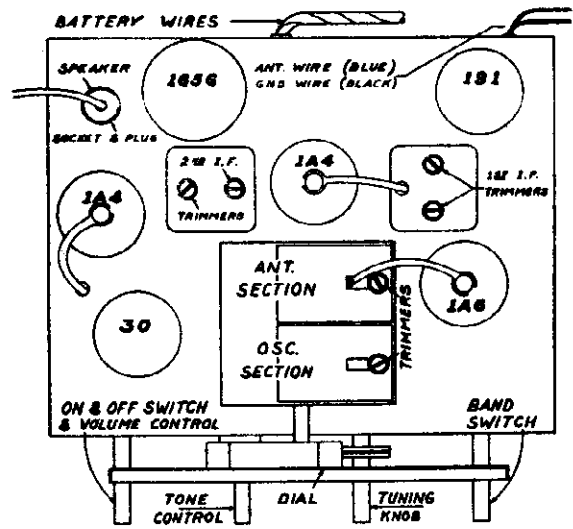 BATTERY WIRES
SPEAKER
1656
ANT. WIRE (BLUE)
GND WIRE (BLACK)
191
SOCKET & PLUG
2ND I.F.
TRIMMERS
1A4
1ST I.F.
TRIMMERS
1A4
ANT.
SECTION
TRIMMERS
1A6
30
OSC.
SECTION
ON & OFF SWITCH
& VOLUME CONTROL
BAND
SWITCH
TONE
CONTROL
DIAL
TUNING
KNOB